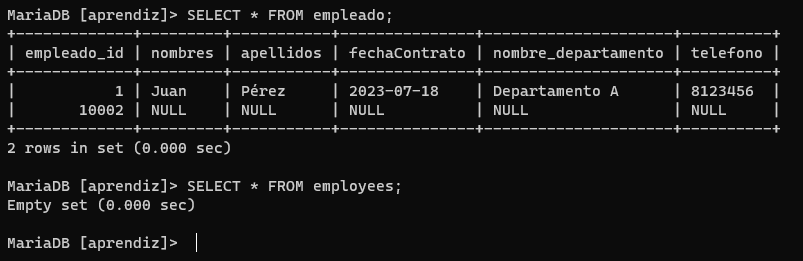 MariaDB [aprendiz]> SELECT * FROM empleado;
+-------------+---------+-----------+---------------+---------------------+----------+
| empleado_id | nombres | apellidos | fechaContrato | nombre_departamento | telefono |
+-------------+---------+-----------+---------------+---------------------+----------+
|           1 | Juan    | Pérez     | 2023-07-18    | Departamento A      | 8123456  |
|       10002 | NULL    | NULL      | NULL          | NULL                | NULL     |
+-------------+---------+-----------+---------------+---------------------+----------+
2 rows in set (0.000 sec)
MariaDB [aprendiz]> SELECT * FROM employees;
Empty set (0.000 sec)
MariaDB [aprendiz]>